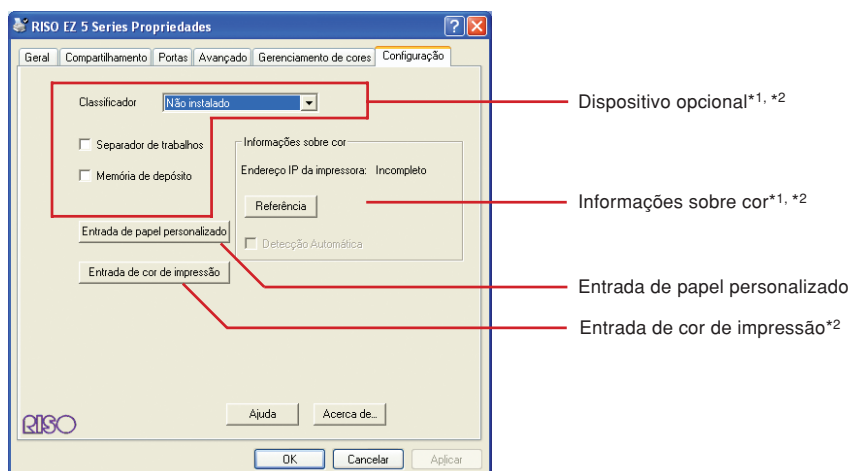 RISO EZ 5 Series Propriedades
Geral Compartilhamento Portas Avançado Gerenciamento de cores Configuração
Classificador Não instalado
Separador de trabalhos
Memória de depósito
Informações sobre cor
Endereço IP da impressora: Incompleto
Referência
Detecção Automática
Entrada de papel personalizado
Entrada de cor de impressão
Ajuda Acerca de...
RISO
OK Cancelar Aplicar
Dispositivo opcional*1, *2
Informações sobre cor*1, *2
Entrada de papel personalizado
Entrada de cor de impressão*2